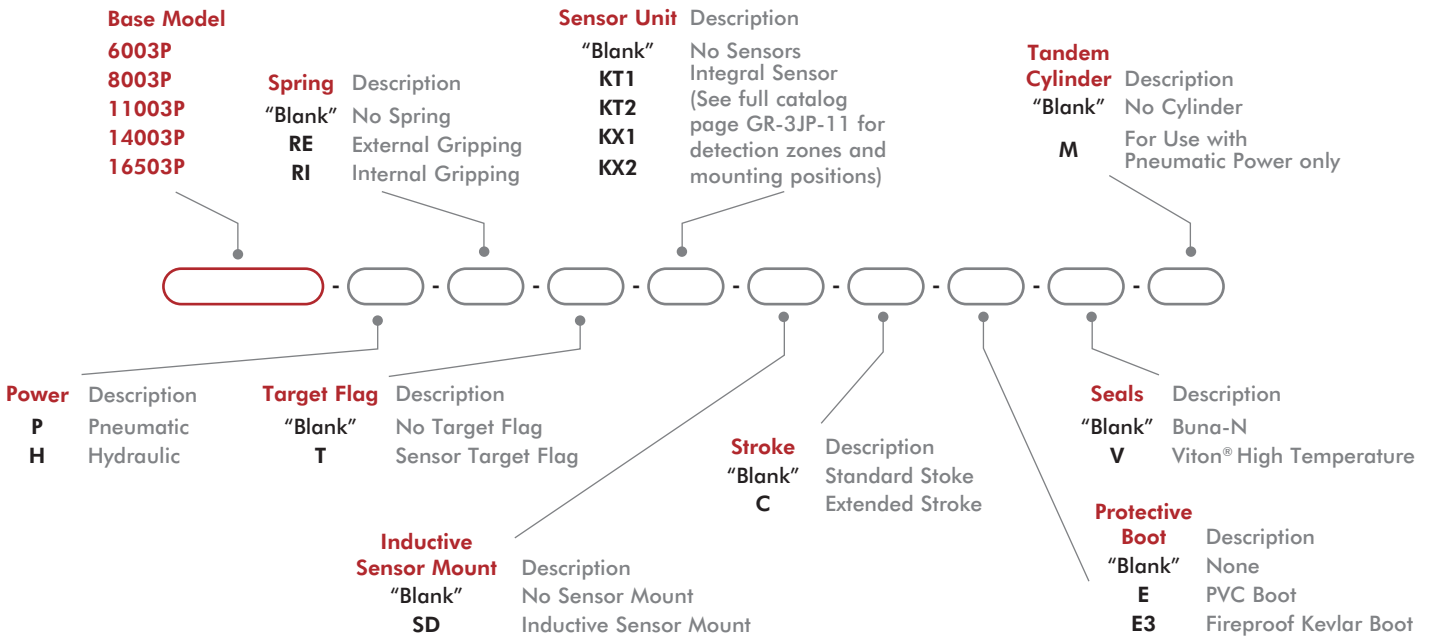 Base Model
6003P
8003P
11003P
14003P
16503P
Spring Description
“Blank” No Spring
RE External Gripping
RI Internal Gripping
Sensor Unit Description
“Blank” No Sensors
KT1 Integral Sensor
KT2 (See full catalog
KX1 page GR-3JP-11 for
KX2 detection zones and
mounting positions)
Tandem
Cylinder Description
“Blank” No Cylinder
M For Use with
Pneumatic Power only
- - - - - - - - -
Power Description
P Pneumatic
H Hydraulic
Target Flag Description
“Blank” No Target Flag
T Sensor Target Flag
Inductive
Sensor Mount Description
“Blank” No Sensor Mount
SD Inductive Sensor Mount
Stroke Description
“Blank” Standard Stoke
C Extended Stroke
Seals Description
“Blank” Buna-N
V Viton® High Temperature
Protective
Boot Description
“Blank” None
E PVC Boot
E3 Fireproof Kevlar Boot